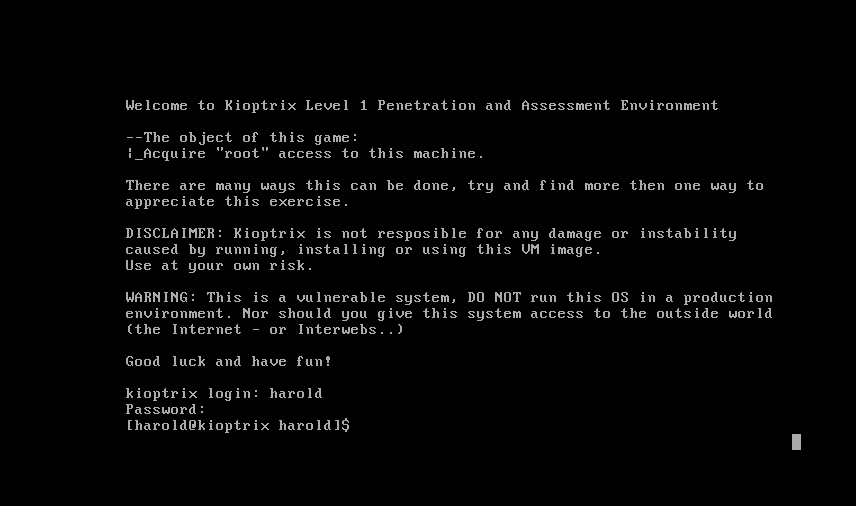 Welcome to Kioptrix Level 1 Penetration and Assessment Environment
--The object of this game:
|_Acquire "root" access to this machine.
There are many ways this can be done, try and find more then one way to
appreciate this exercise.
DISCLAIMER: Kioptrix is not resposible for any damage or instability
caused by running, installing or using this VM image.
Use at your own risk.
WARNING: This is a vulnerable system, DO NOT run this OS in a production
environment. Nor should you give this system access to the outside world
(the Internet - or Interwebs..)
Good luck and have fun!
kioptrix login: harold
Password:
[harold@kioptrix harold]$